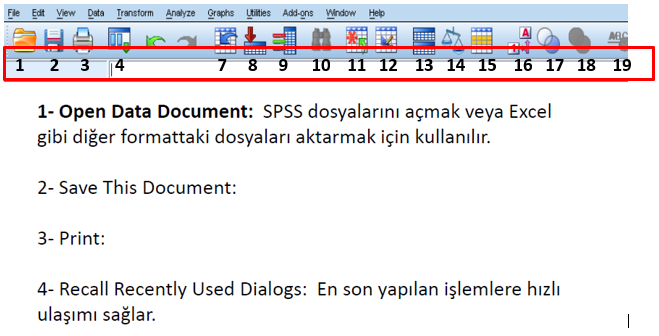 File Edit View Data Transform Analyze Graphs Utilities Add-ons Window Help
1 A
ABC
1 2 3 4 7 8 9 10 11 12 13 14 15 16 17 18 19
1- Open Data Document: SPSS dosyalarını açmak veya Excel
gibi diğer formattaki dosyaları aktarmak için kullanılır.
2- Save This Document:
3- Print:
4- Recall Recently Used Dialogs: En son yapılan işlemlere hızlı
ulaşımı sağlar.